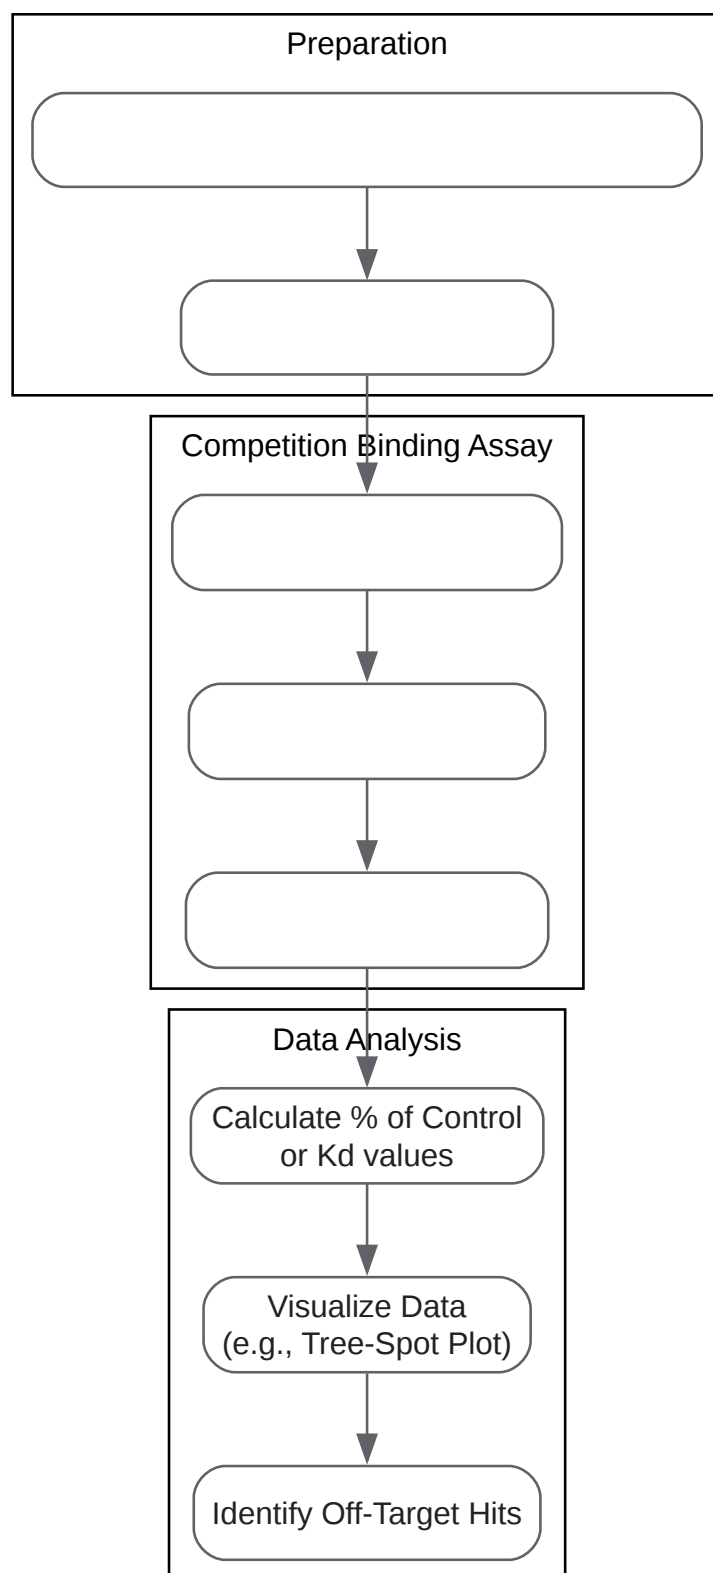 Preparation
Competition Binding Assay
Data Analysis
Calculate % of Control
or Kd values
Visualize Data
(e.g., Tree-Spot Plot)
Identify Off-Target Hits